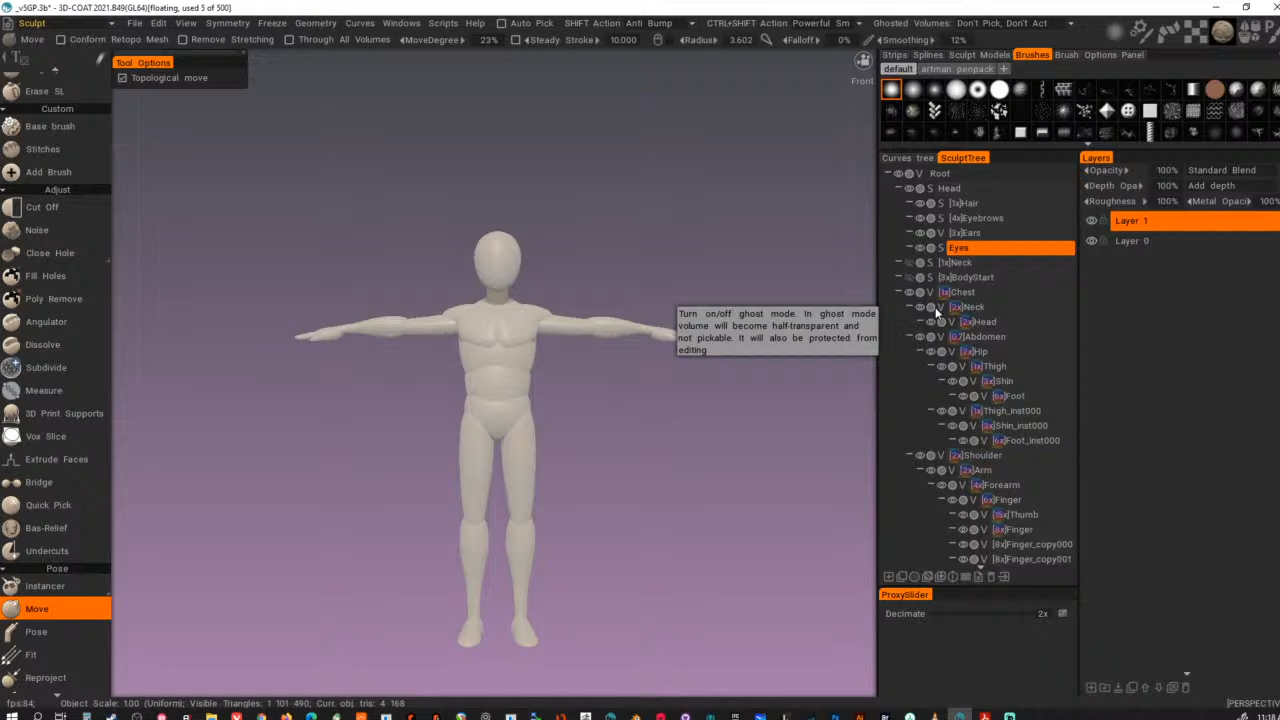 _v5GP.3b* - 3D-COAT 2021.B49(GL64)[floating, used 5 of 500]
Sculpt File Edit View Symmetry Freeze Geometry Curves Windows Scripts Help Auto Pick SHIFT Action Anti Bump CTRL+SHIFT Action Powerful Smooth Ghosted Volumes: Don't Pick, Don't Act
Move Conform Retopo Mesh Remove Stretching Through All Volumes MoveDegree 23% Steady Stroke 10.000 Radius 3.602 Falloff 0% Smoothing 12%
Tool Options
Topological move
Front
Erase SL
Custom
Base brush
Stitches
Add Brush
Adjust
Cut Off
Noise
Close Hole
Fill Holes
Poly Remove
Angulator
Dissolve
Subdivide
Measure
3D Print Supports
Vox Slice
Extrude Faces
Bridge
Quick Pick
Bas-Relief
Undercuts
Pose
Instancer
Move
Pose
Fit
Reproject
Turn on/off ghost mode. In ghost mode
volume will become half-transparent and
not pickable. It will also be protected from
editing
Strips Splines Sculpt Models Brushes Brush Options Panel
default artman penpack +
Curves tree SculptTree
Root
S Head
S [1x]Hair
S [4x]Eyebrows
V [3x]Ears
S Eyes
S [1x]Neck
S [3x]BodyStart
V [1x]Chest
V [2x]Neck
V [2x]Head
V [0.7]Abdomen
V [2x]Hip
V [1x]Thigh
V [3x]Shin
V [6x]Foot
V [1x]Thigh_inst000
V [3x]Shin_inst000
V [6x]Foot_inst000
V [2x]Shoulder
V [2x]Arm
V [4x]Forearm
V [6x]Finger
V [15x]Thumb
V [8x]Finger
V [8x]Finger_copy000
V [8x]Finger_copy001
ProxySlider
Decimate 2x
Layers
Opacity 100% Standard Blend
Depth Opa 100% Add depth
Roughness 100% Metal Opaci 100%
Layer 1
Layer 0
fps:84; Object Scale: 1.00 (Uniform), Visible Triangles: 1 101 490, Object tris: 4 168
[PERSPECTIV